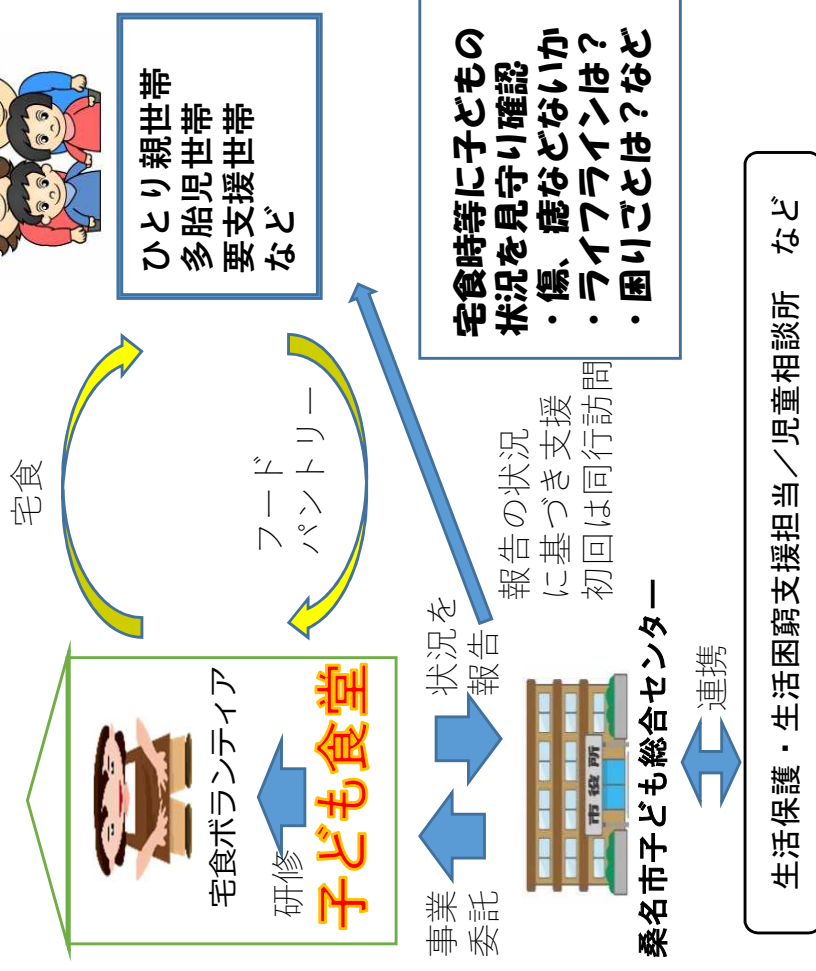 宅食
ひとり親世帯
多胎児世帯
要支援世帯
など
フード
パントリー
宅食ボランティア
研修
子ども食堂
宅食時等に子どもの
状況を見守り確認
・傷、痣などないか
・ライフラインは？
・困りごとは？など
事業
委託
状況を
報告
報告の状況
に基づき支援
初回は同行訪問
市役所
桑名市子ども総合センター
連携
生活保護・生活困窮支援担当／児童相談所　など